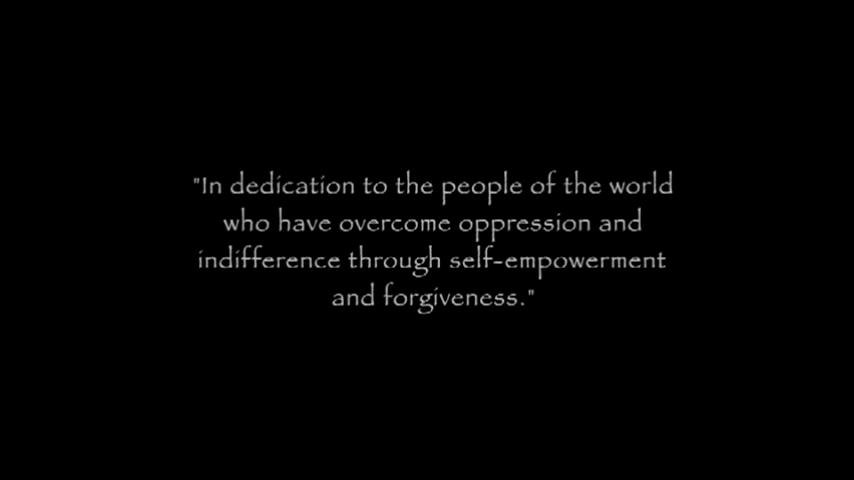 "In dedication to the people of the world
who have overcome oppression and
indifference through self-empowerment
and forgiveness."